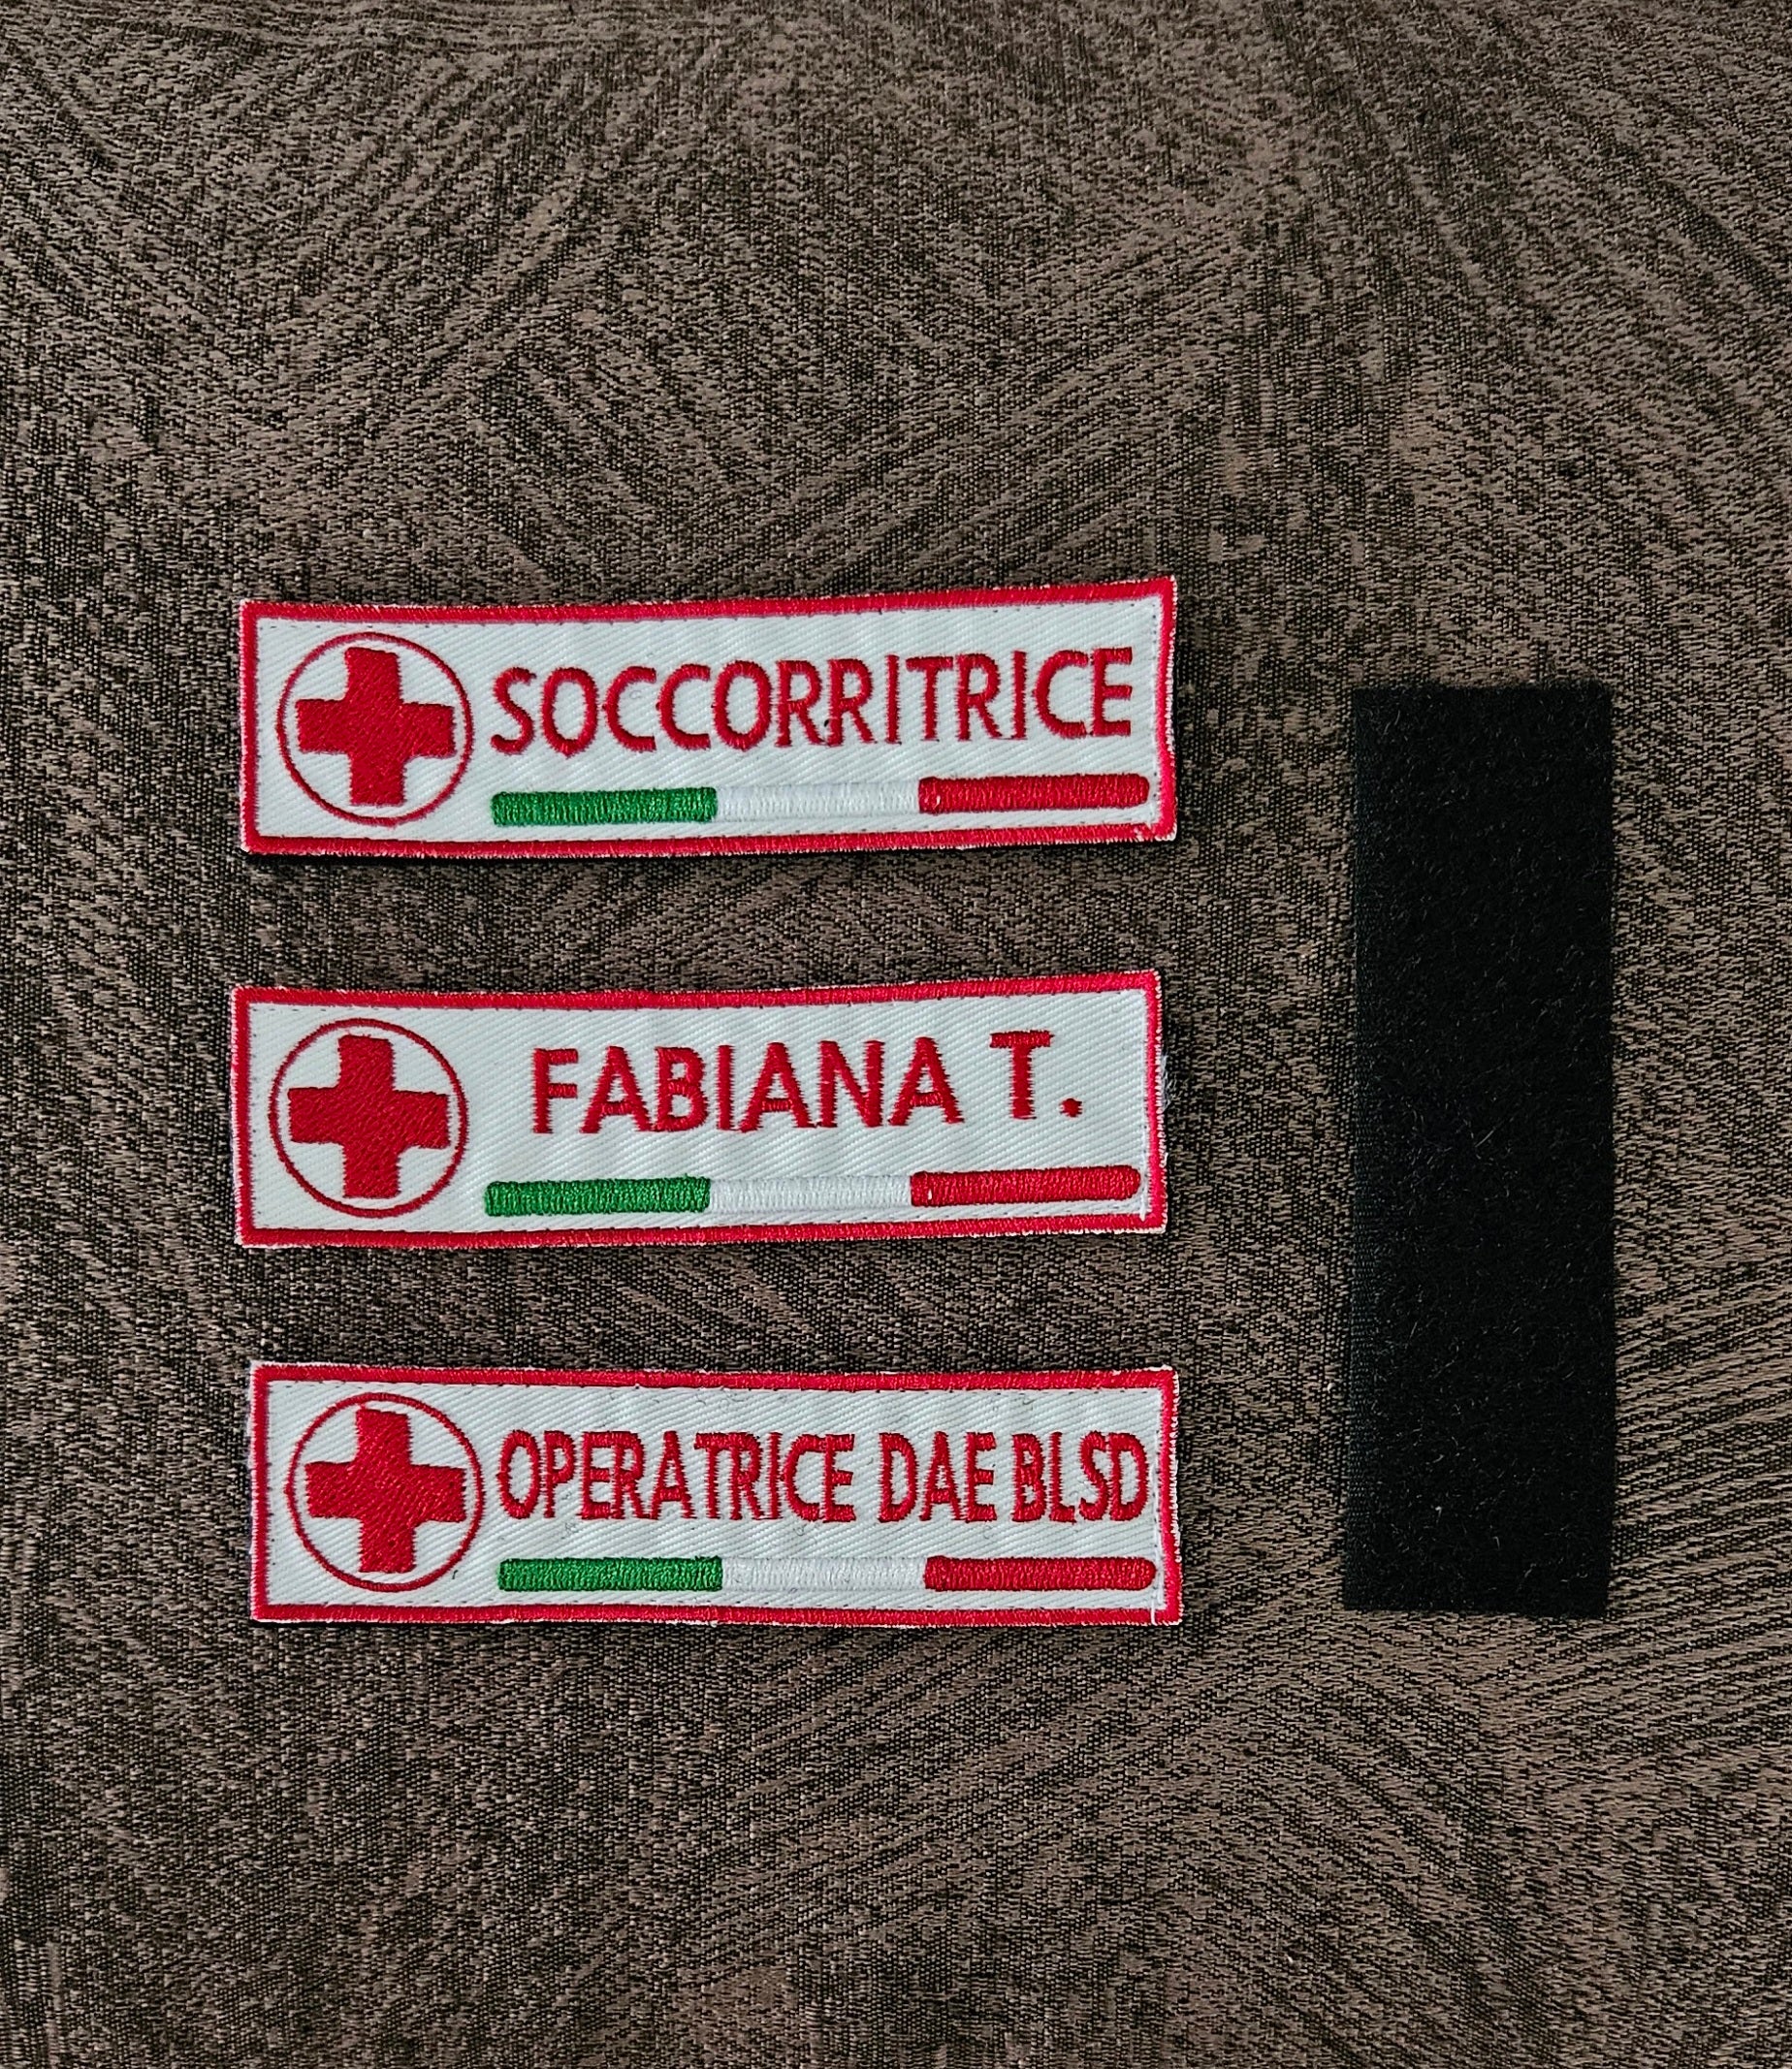 SOCCORRITRICE
FABIANA T.
OPERATRICE DAE BLSD